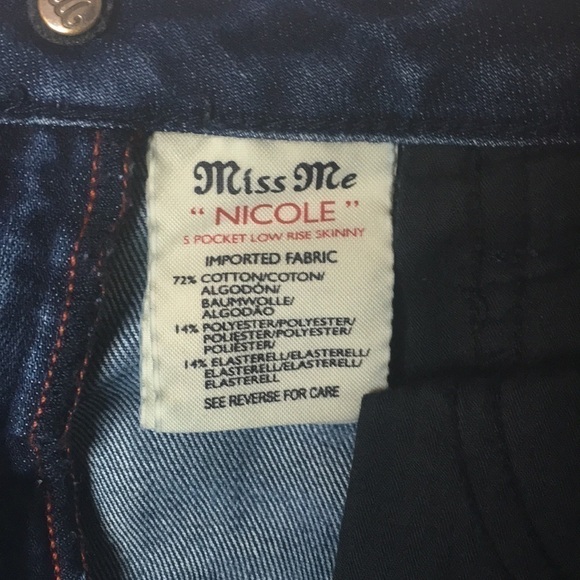 Miss Me
" NICOLE "
5 POCKET LOW RISE SKINNY
IMPORTED FABRIC
72% COTTON/COTON/
ALGODÓN/
BAUMWOLLE/
ALGODÃO
14% POLYESTER/POLYESTER/
POLIESTER/POLYESTER/
POLIÉSTER/
14% ELASTERELL/ELASTERELL/
ELASTERELL/ELASTERELL/
ELASTERELL
SEE REVERSE FOR CARE